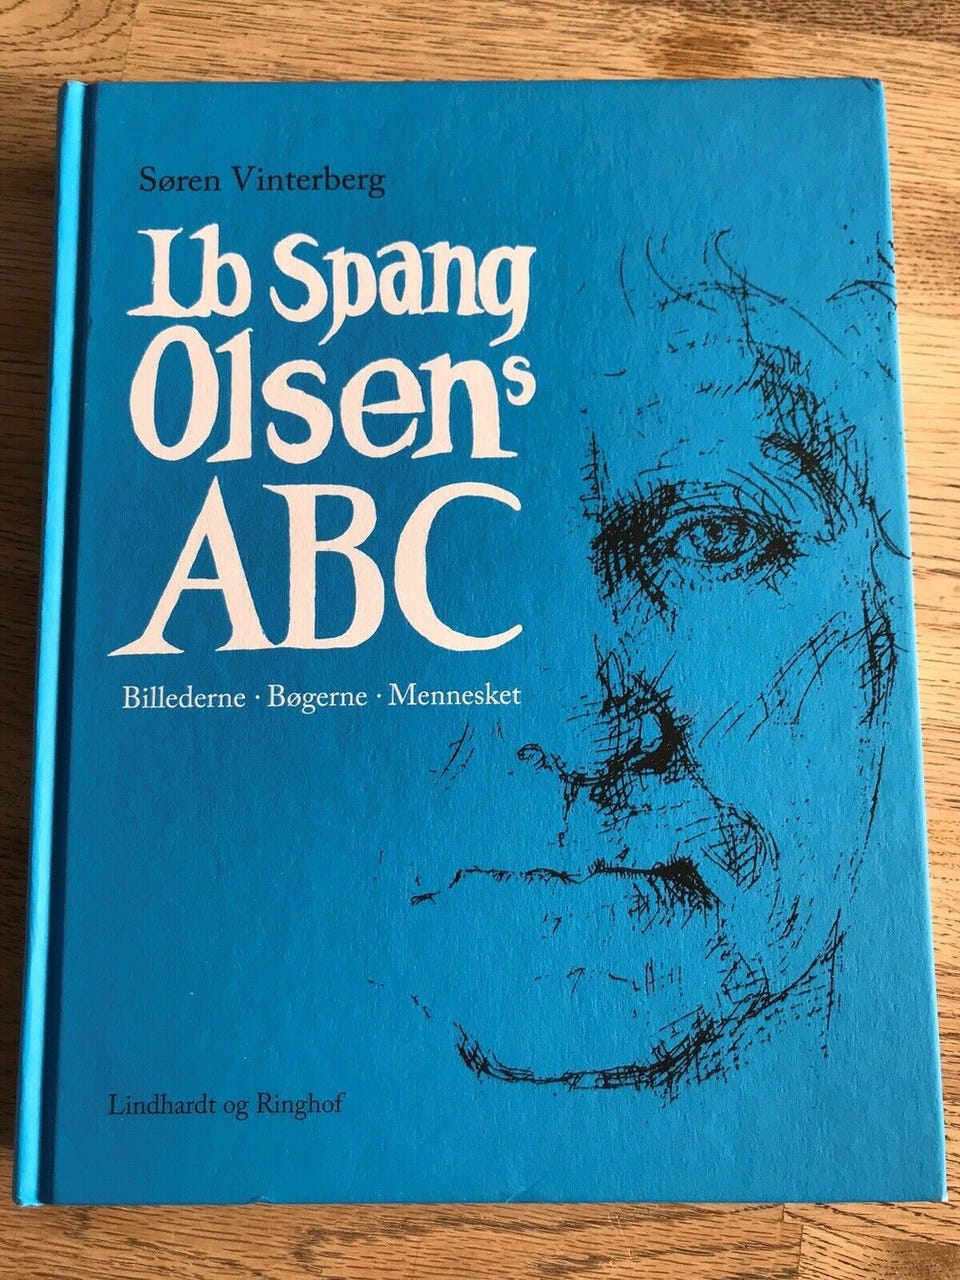 Søren Vinterberg
Ib Spang
Olsens
ABC
Billederne · Bøgerne · Mennesket
Lindhardt og Ringhof